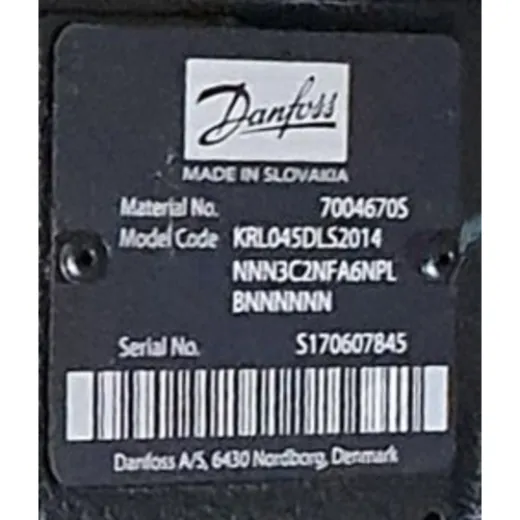 Danfoss
MADE IN SLOVAKIA
Material No. 70046705
Model Code KRL045DLS2014
NNN3C2NFA6NPL
BNNNNNN
Serial No. S170607845
Danfoss A/S, 6430 Nordborg, Denmark